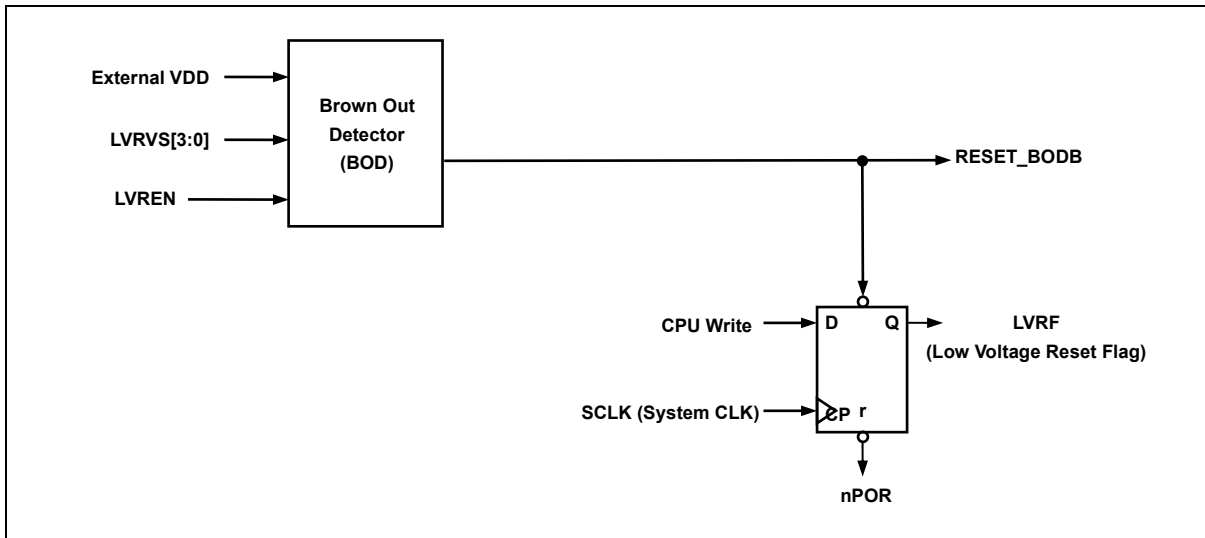 External VDD
LVRVS[3:0]
LVREN
Brown Out
Detector
(BOD)
RESET_BODB
CPU Write
D
Q
LVRF
(Low Voltage Reset Flag)
SCLK (System CLK)
CP
r
nPOR